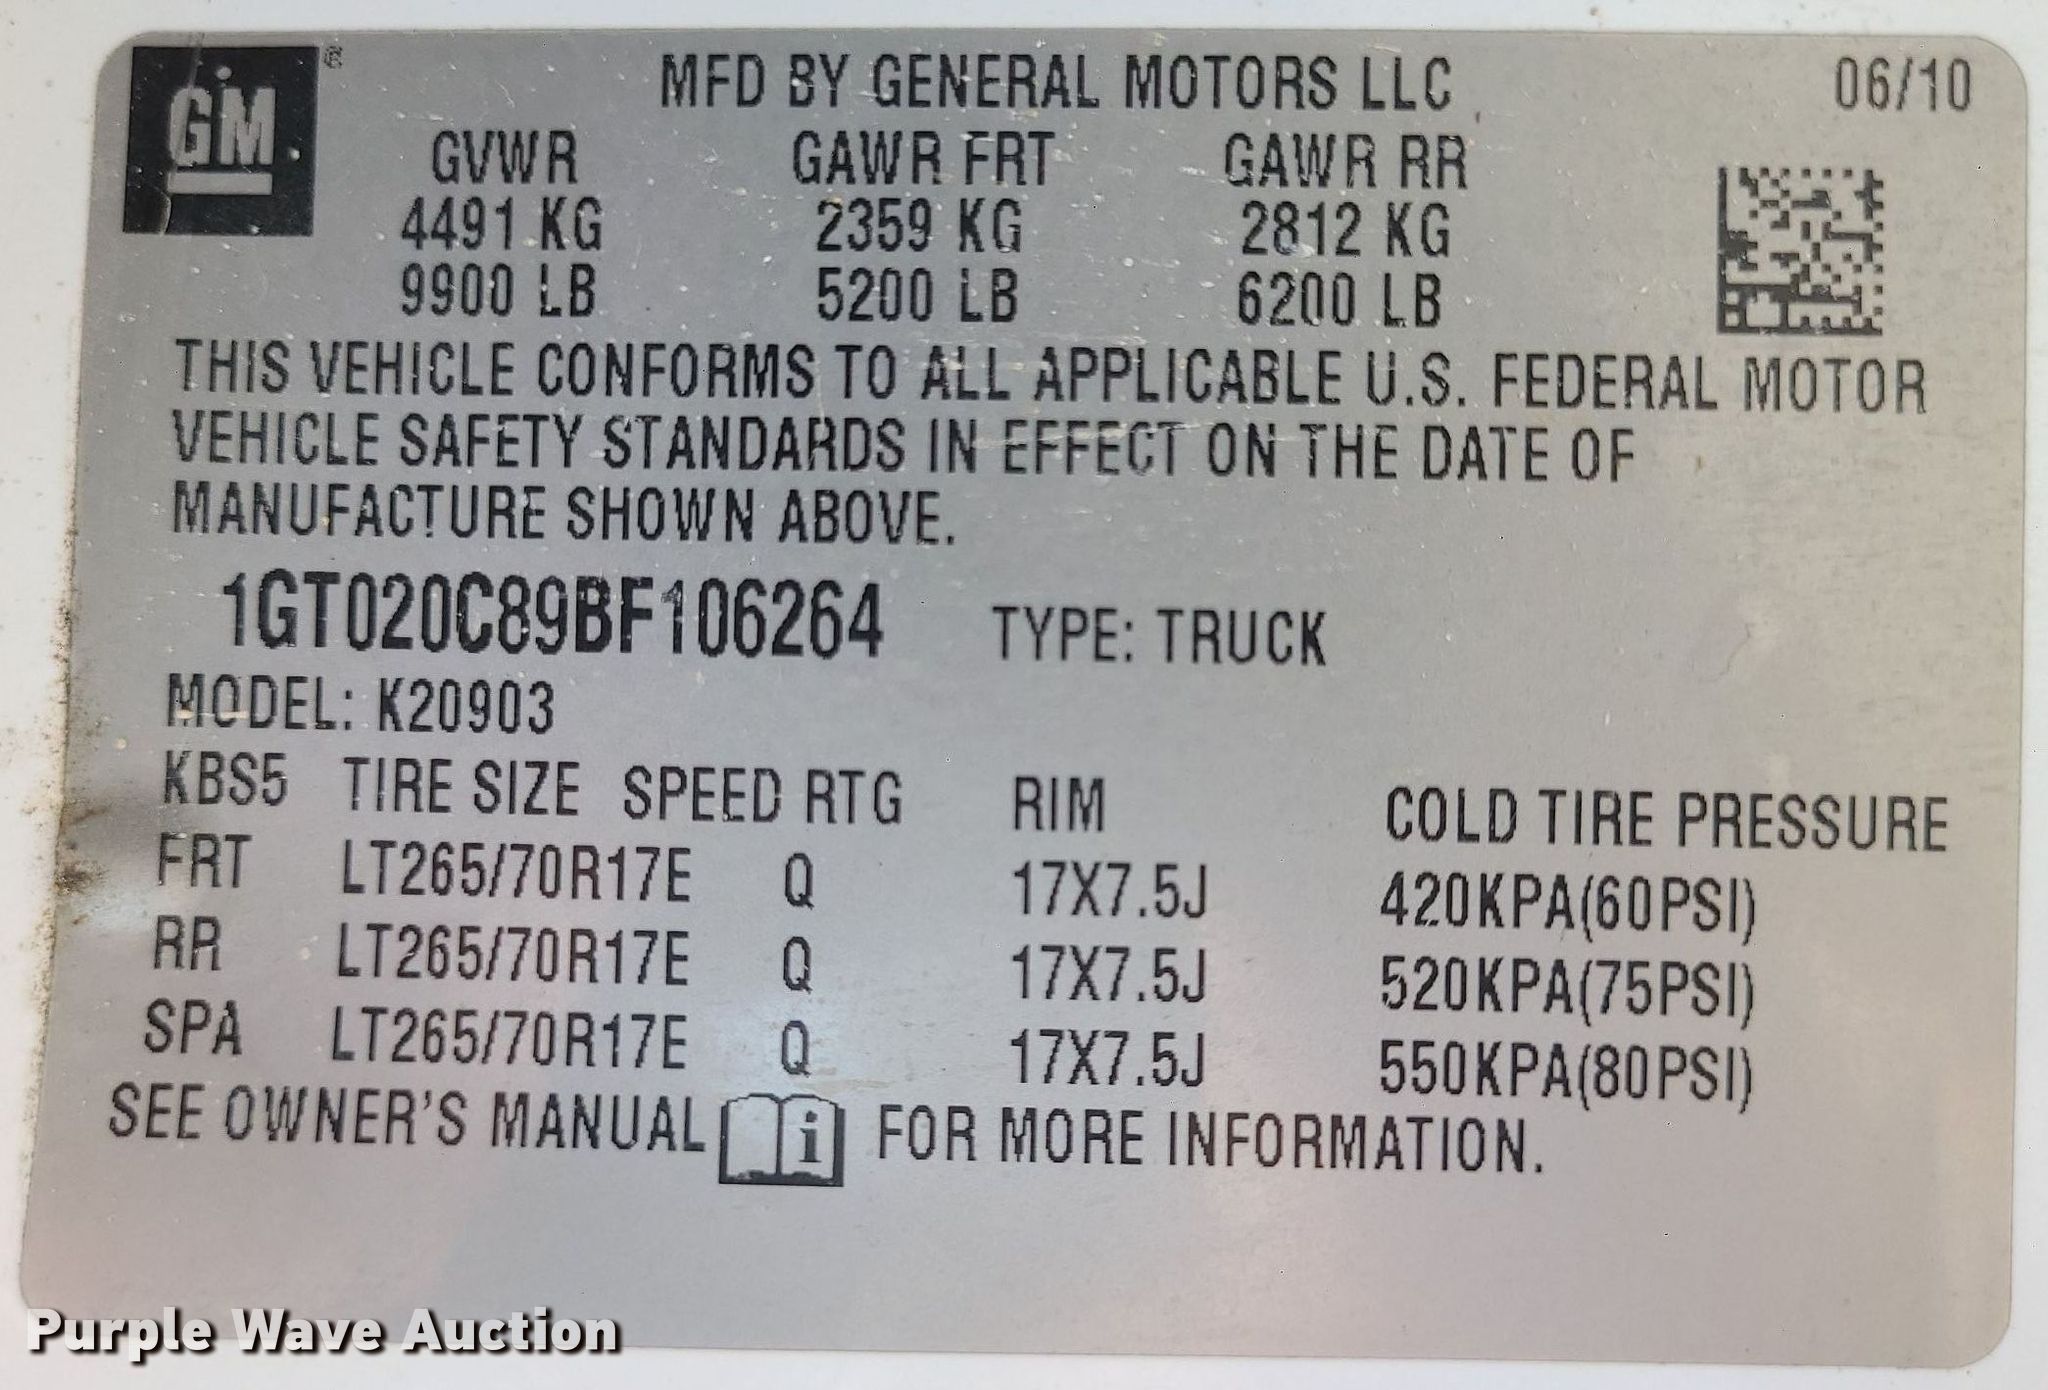 GM ®
MFD BY GENERAL MOTORS LLC 06/10
GVWR GAWR FRT GAWR RR
4491 KG 2359 KG 2812 KG
9900 LB 5200 LB 6200 LB
THIS VEHICLE CONFORMS TO ALL APPLICABLE U.S. FEDERAL MOTOR
VEHICLE SAFETY STANDARDS IN EFFECT ON THE DATE OF
MANUFACTURE SHOWN ABOVE.
1GT020C89BF106264 TYPE: TRUCK
MODEL: K20903
KBS5 TIRE SIZE SPEED RTG RIM COLD TIRE PRESSURE
FRT LT265/70R17E Q 17X7.5J 420KPA(60PSI)
RR LT265/70R17E Q 17X7.5J 520KPA(75PSI)
SPA LT265/70R17E Q 17X7.5J 550KPA(80PSI)
SEE OWNER'S MANUAL i FOR MORE INFORMATION.
Purple Wave Auction